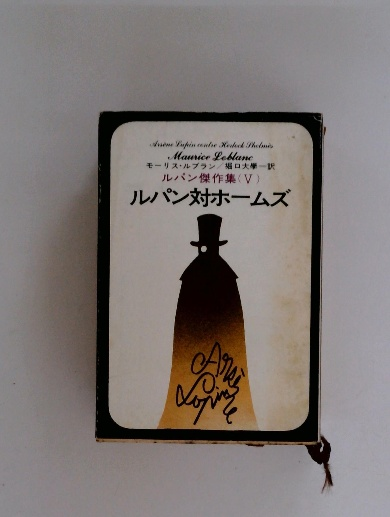 Arsène Lupin contre Herlock Sholmès
Maurice Leblanc
モーリス・ルブラン／堀口大學訳
ルパン傑作集(V)
ルパン対ホームズ
Arsène
Lupin